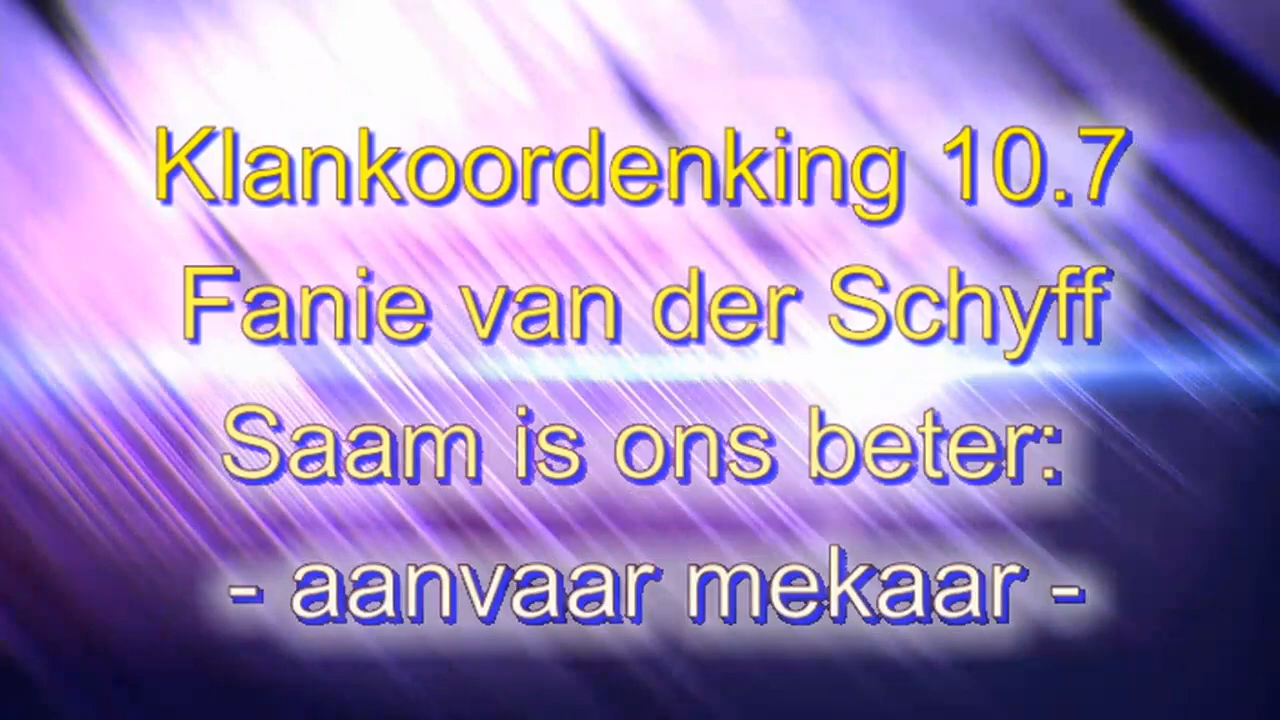 Klankoordenking 10.7
Fanie van der Schyff
Saam is ons beter:
- aanvaar mekaar -